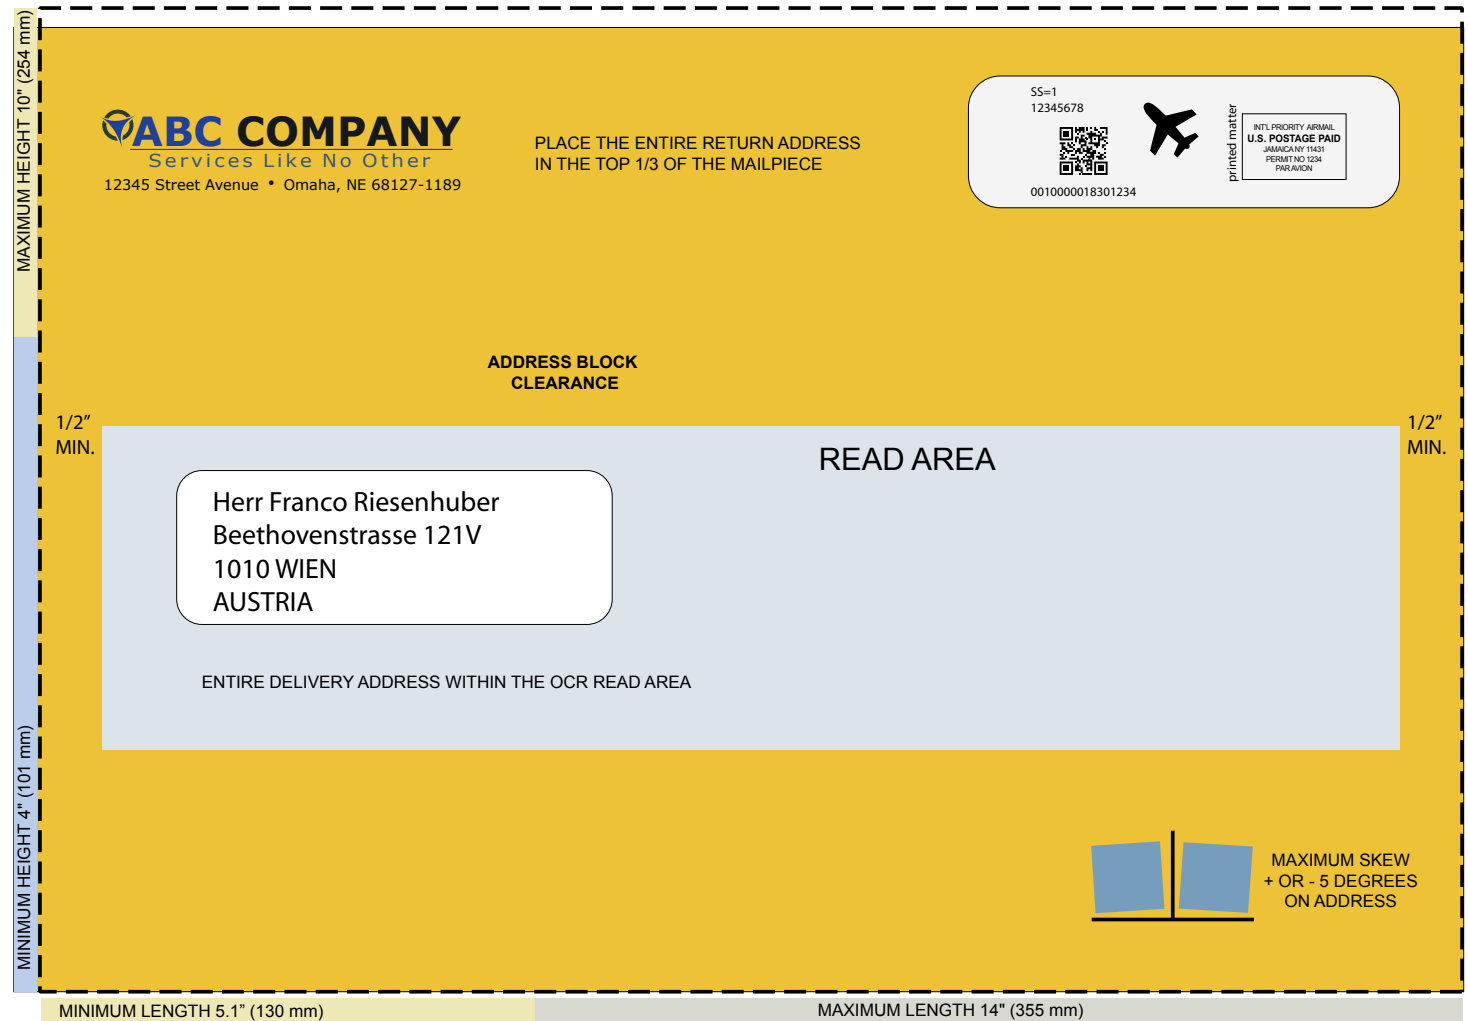 MAXIMUM HEIGHT 10" (254 mm)
ABC COMPANY
Services Like No Other
12345 Street Avenue • Omaha, NE 68127-1189
PLACE THE ENTIRE RETURN ADDRESS
IN THE TOP 1/3 OF THE MAILPIECE
SS=1
12345678
0010000018301234
printed matter
INT'L PRIORITY AIRMAIL
U.S. POSTAGE PAID
JAMAICA NY 11431
PERMIT NO 1234
PAR AVION
ADDRESS BLOCK
CLEARANCE
1/2”
MIN.
1/2”
MIN.
READ AREA
Herr Franco Riesenhuber
Beethovenstrasse 121V
1010 WIEN
AUSTRIA
ENTIRE DELIVERY ADDRESS WITHIN THE OCR READ AREA
MINIMUM HEIGHT 4" (101 mm)
MAXIMUM SKEW
+ OR - 5 DEGREES
ON ADDRESS
MINIMUM LENGTH 5.1” (130 mm)
MAXIMUM LENGTH 14" (355 mm)